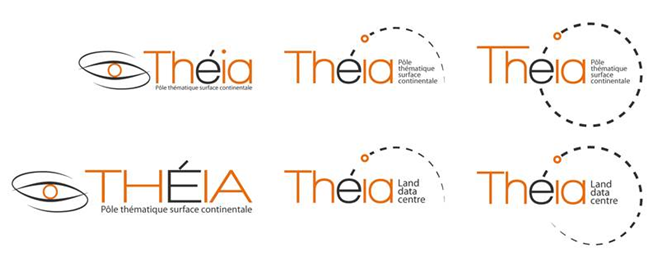 Théia
Pôle thématique surface continentale
Théia
Pôle
thématique
surface
continentale
Théia
Pôle
thématique
surface
continentale
THÉIA
Pôle thématique surface continentale
Théia
Land
data
centre
Théia
Land
data
centre